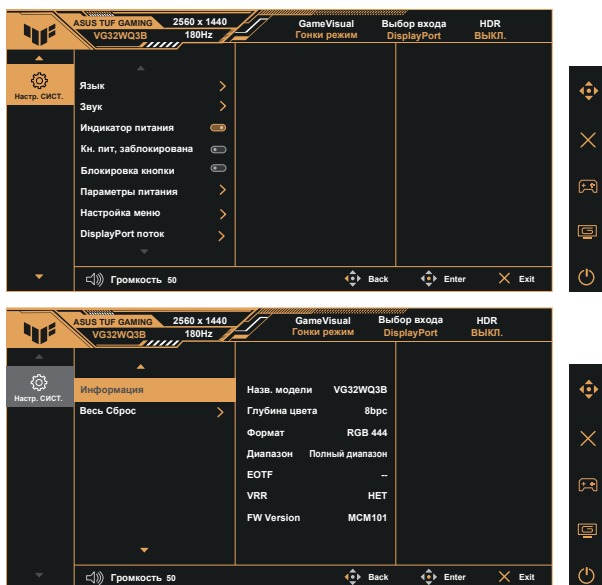 ASUS TUF GAMING 2560 x 1440 GameVisual Выбор входа HDR
VG32WQ3B 180Hz Гонки режим DisplayPort ВЫКЛ.
Настр. СИСТ.
Язык
Звук
Индикатор питания
Кн. пит, заблокирована
Блокировка кнопки
Параметры питания
Настройка меню
DisplayPort поток
Громкость 50 Back Enter Exit
ASUS TUF GAMING 2560 x 1440 GameVisual Выбор входа HDR
VG32WQ3B 180Hz Гонки режим DisplayPort ВЫКЛ.
Настр. СИСТ.
Информация Назв. модели VG32WQ3B
Весь Сброс Глубина цвета 8bpc
Формат RGB 444
Диапазон Полный диапазон
EOTF --
VRR НЕТ
FW Version MCM101
Громкость 50 Back Enter Exit